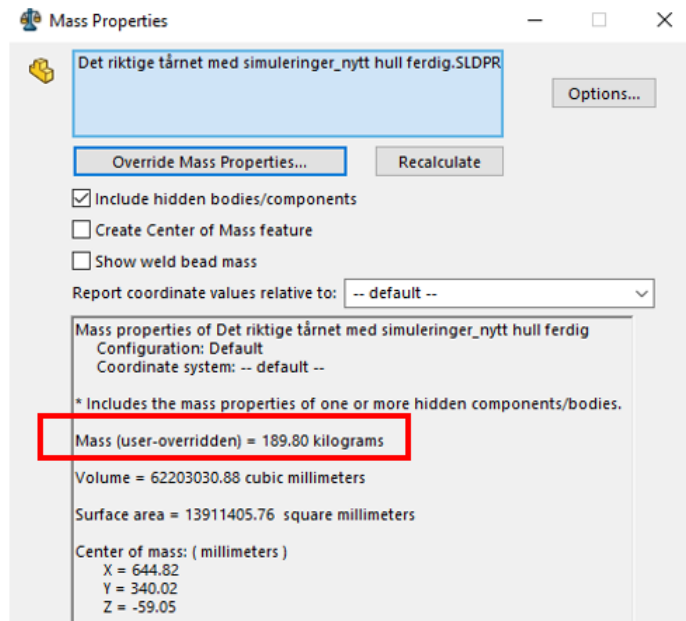 Mass Properties
Det riktige tårnet med simuleringer_nytt hull ferdig.SLDPR
Options...
Override Mass Properties...
Recalculate
Include hidden bodies/components
Create Center of Mass feature
Show weld bead mass
Report coordinate values relative to:
-- default --
Mass properties of Det riktige tårnet med simuleringer_nytt hull ferdig
Configuration: Default
Coordinate system: -- default --
* Includes the mass properties of one or more hidden components/bodies.
Mass (user-overridden) = 189.80 kilograms
Volume = 62203030.88 cubic millimeters
Surface area = 13911405.76 square millimeters
Center of mass: ( millimeters )
X = 644.82
Y = 340.02
Z = -59.05